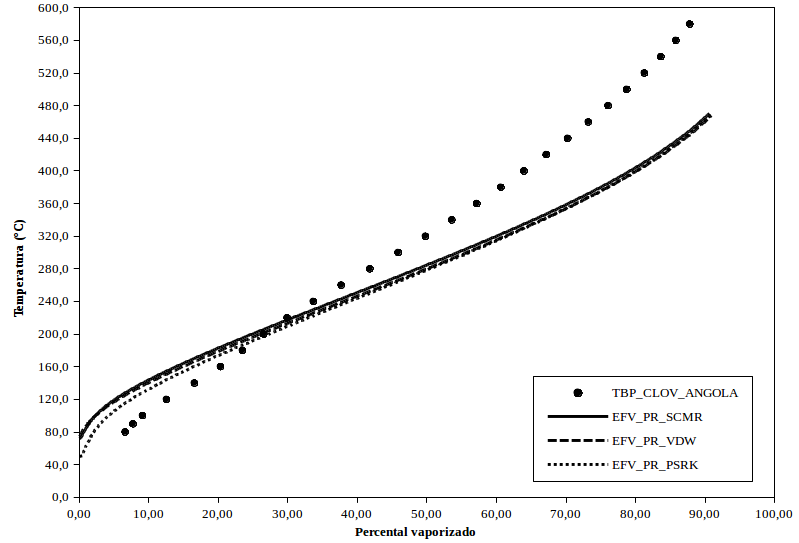 600,0
560,0
520,0
480,0
440,0
400,0
360,0
320,0
280,0
240,0
200,0
160,0
120,0
80,0
40,0
0,0
Temperatura (°C)
TBP_CLOV_ANGOLA
EFV_PR_SCMR
EFV_PR_VDW
EFV_PR_PSRK
0,00 10,00 20,00 30,00 40,00 50,00 60,00 70,00 80,00 90,00 100,00
Percental vaporizado